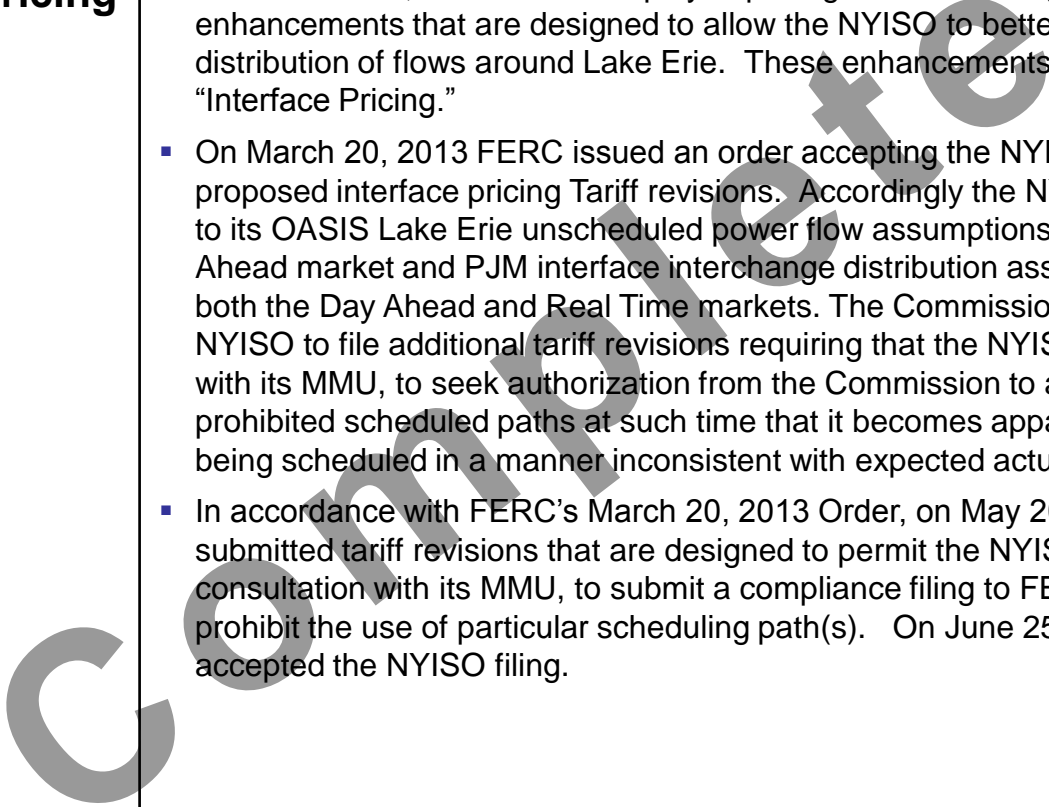 enhancements that are designed to allow the NYISO to bette
distribution of flows around Lake Erie. These enhancements
“Interface Pricing.”
▪ On March 20, 2013 FERC issued an order accepting the NYI
proposed interface pricing Tariff revisions. Accordingly the N
to its OASIS Lake Erie unscheduled power flow assumptions
Ahead market and PJM interface interchange distribution ass
both the Day Ahead and Real Time markets. The Commissio
NYISO to file additional tariff revisions requiring that the NYIS
with its MMU, to seek authorization from the Commission to a
prohibited scheduled paths at such time that it becomes appa
being scheduled in a manner inconsistent with expected actu
▪ In accordance with FERC’s March 20, 2013 Order, on May 2
submitted tariff revisions that are designed to permit the NYIS
consultation with its MMU, to submit a compliance filing to FE
prohibit the use of particular scheduling path(s). On June 25
accepted the NYISO filing.
Complete